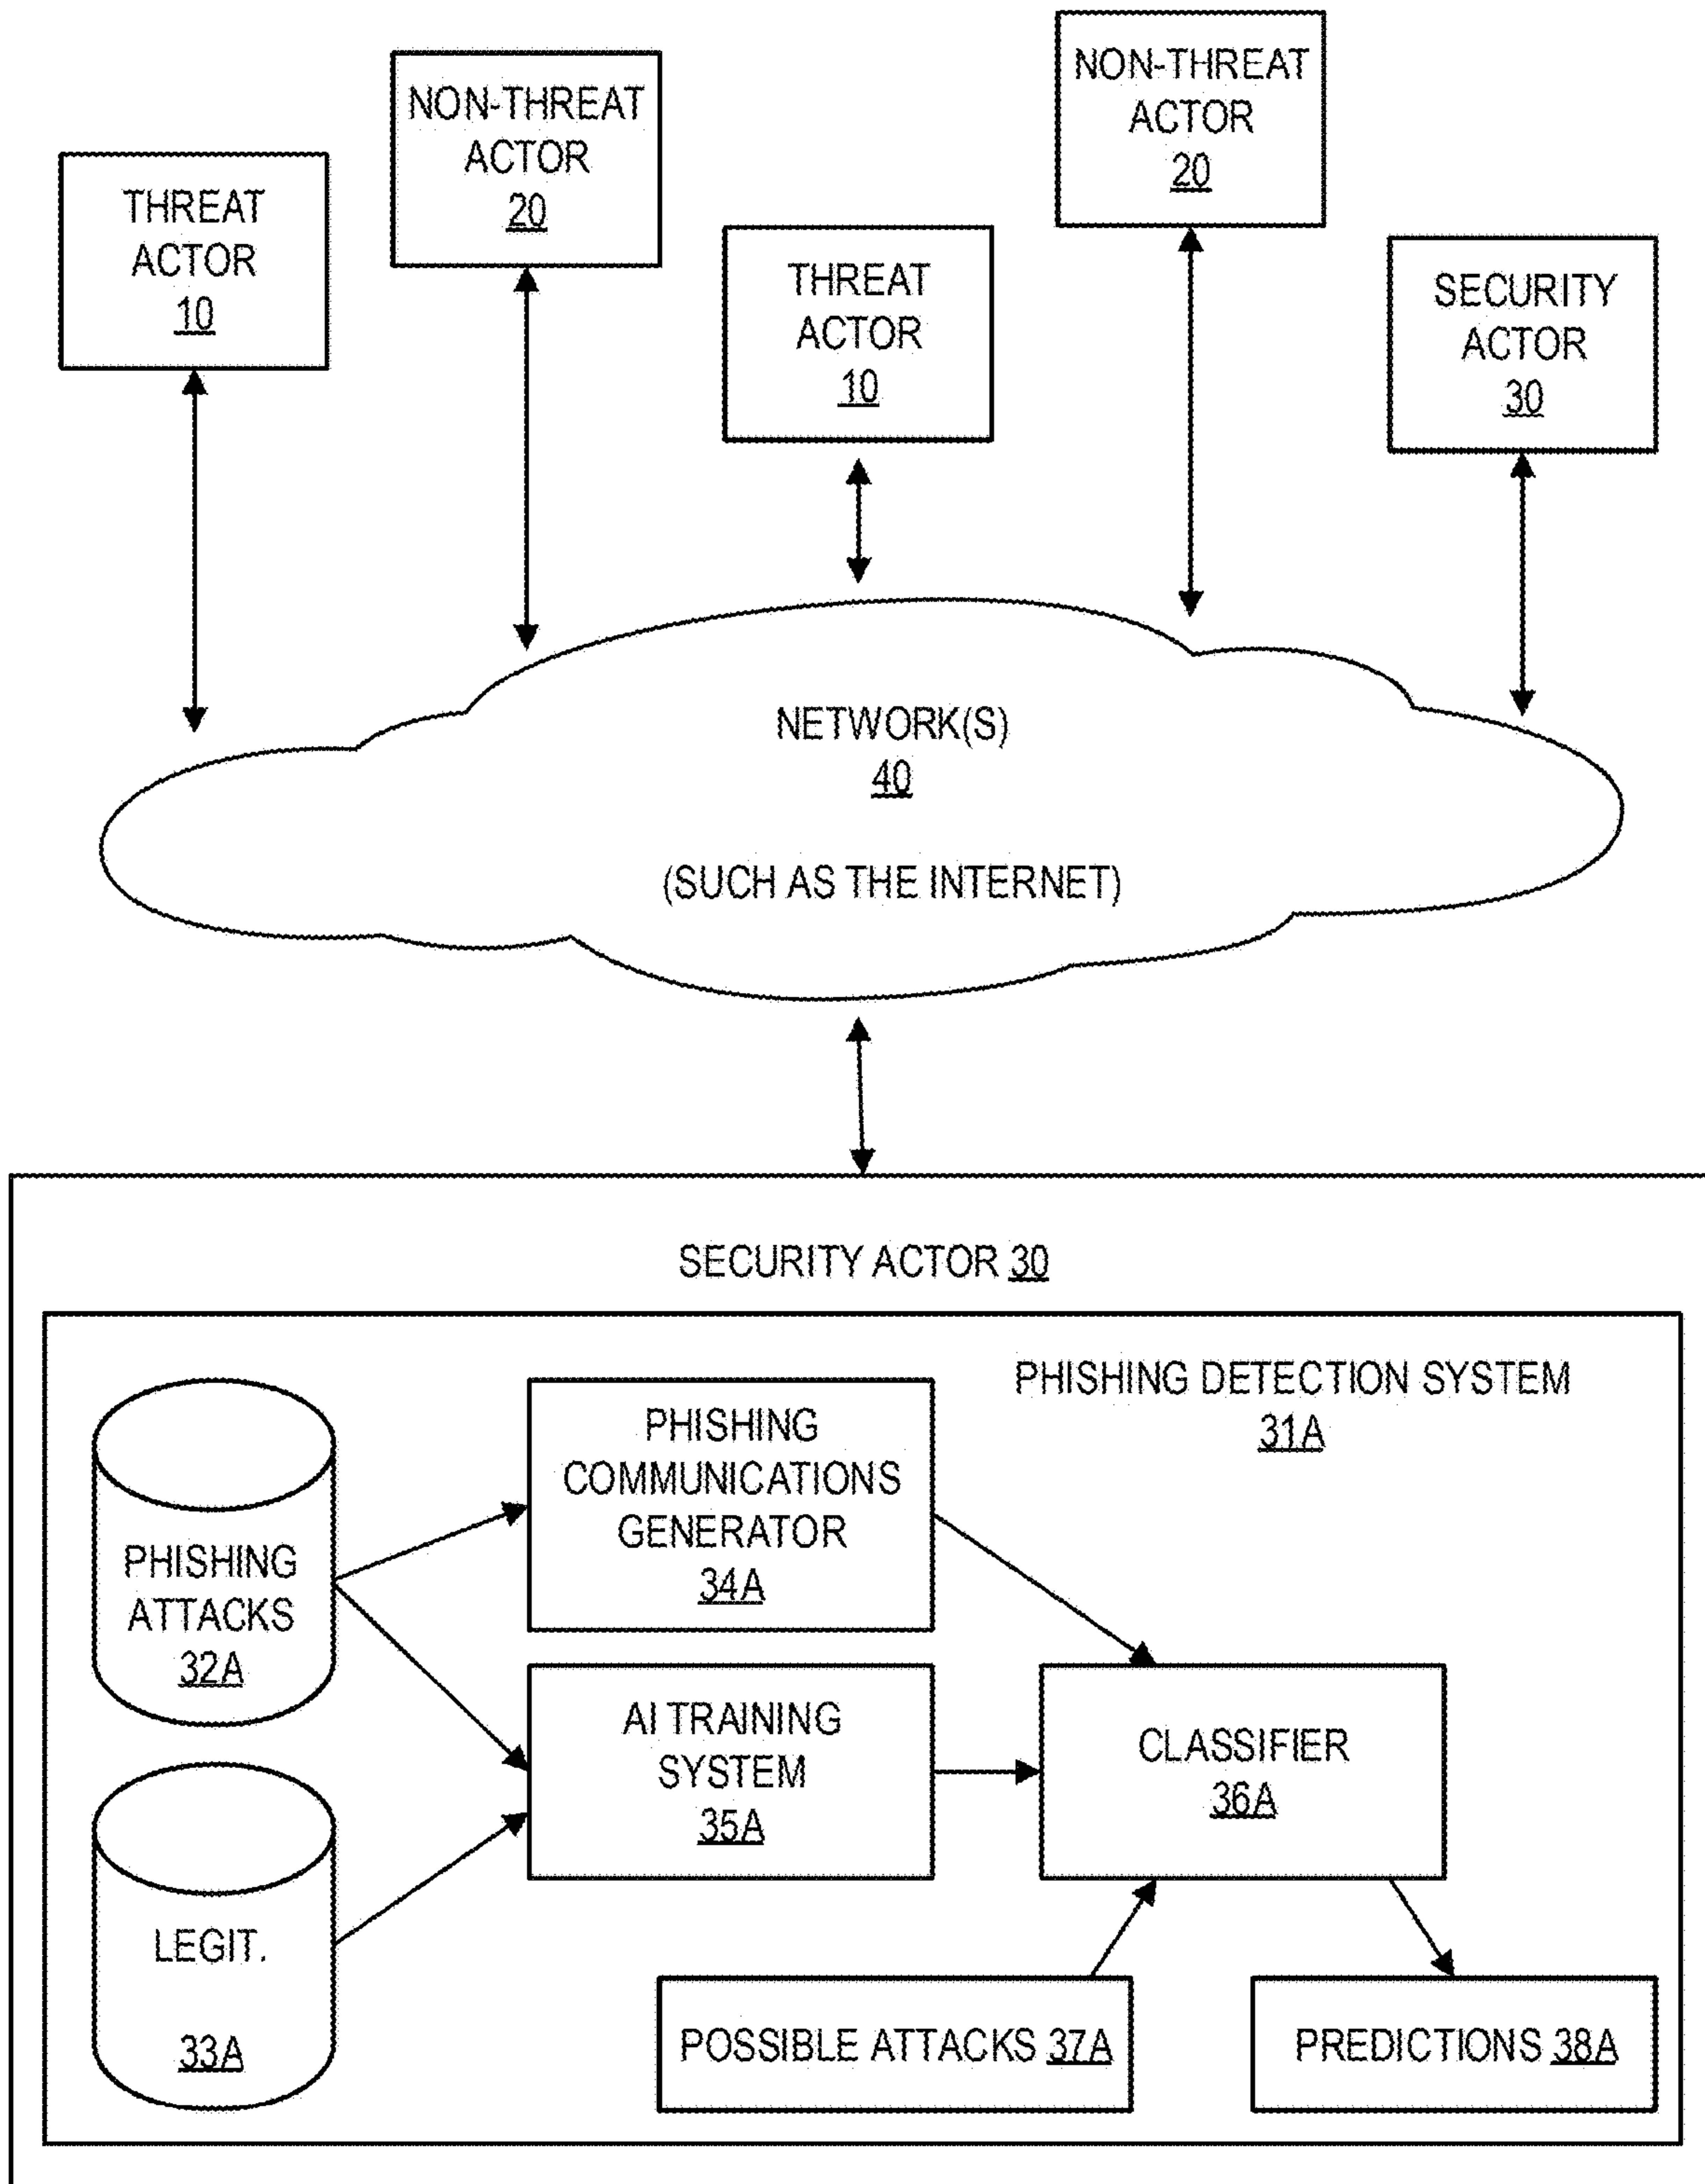 NON-THREAT
ACTOR
20
NON-THREAT
ACTOR
20
THREAT
ACTOR
10
THREAT
ACTOR
10
SECURITY
ACTOR
30
NETWORK(S)
40
(SUCH AS THE INTERNET)
SECURITY ACTOR 30
PHISHING DETECTION SYSTEM
31A
PHISHING
ATTACKS
32A
PHISHING
COMMUNICATIONS
GENERATOR
34A
AI TRAINING
SYSTEM
35A
CLASSIFIER
36A
LEGIT.
33A
POSSIBLE ATTACKS 37A
PREDICTIONS 38A